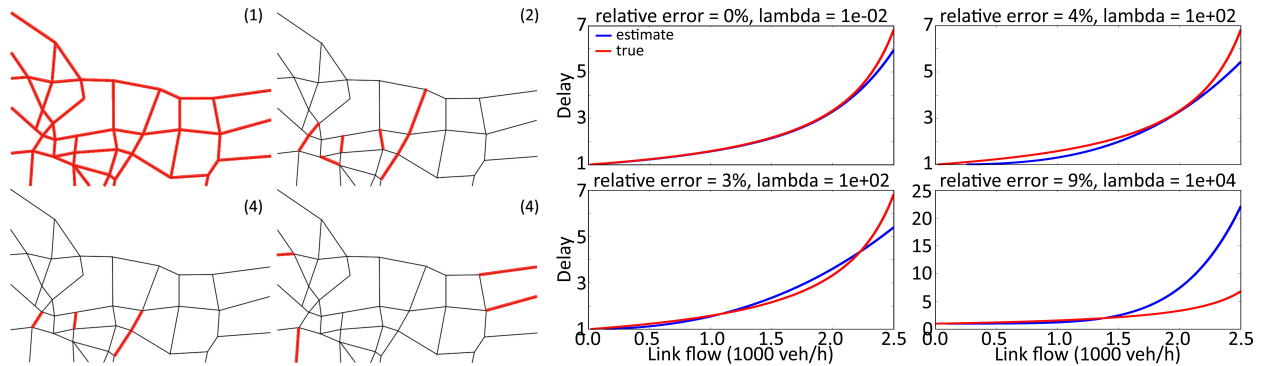 (1)
(2)
(4)
(4)
relative error = 0%, lambda = 1e-02
7
5
3
1
Delay
estimate
true
relative error = 4%, lambda = 1e+02
7
5
3
1
relative error = 3%, lambda = 1e+02
7
5
3
1
Delay
0.0 0.5 1.0 1.5 2.0 2.5
Link flow (1000 veh/h)
relative error = 9%, lambda = 1e+04
25
20
15
10
5
0
0.0 0.5 1.0 1.5 2.0 2.5
Link flow (1000 veh/h)